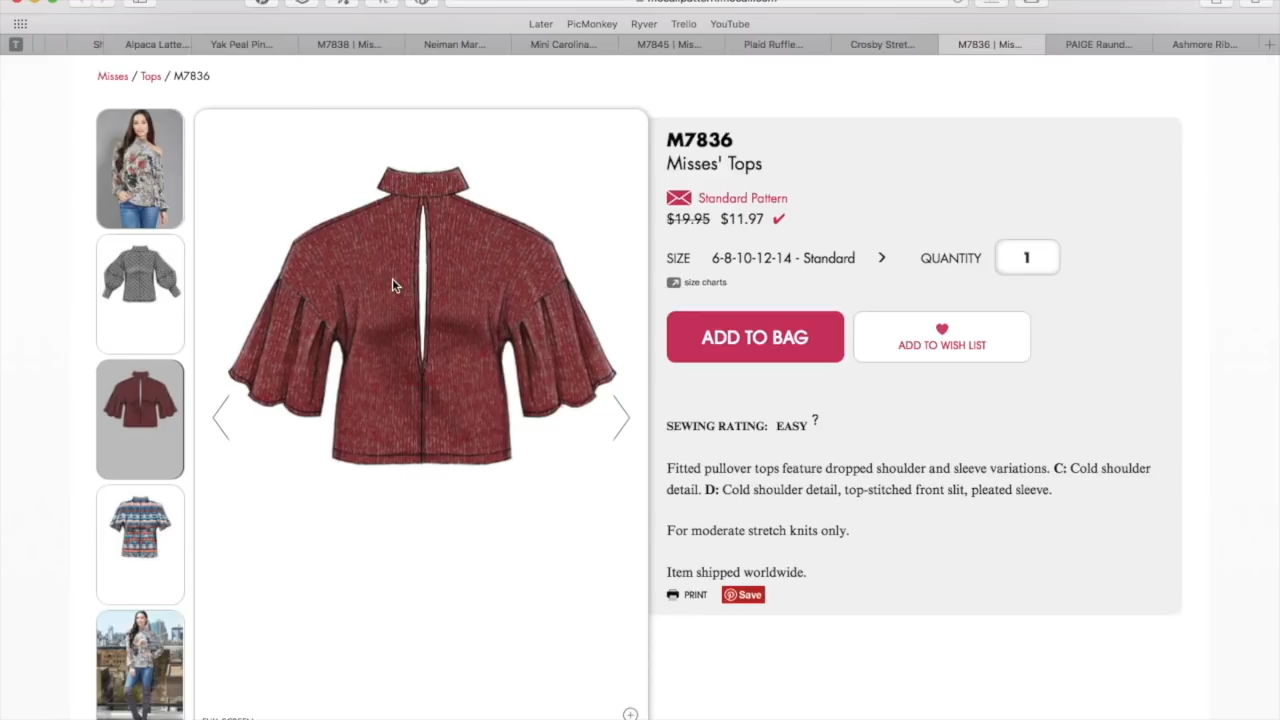 Later PicMonkey Ryver Trello YouTube
T Alpaca Latte... Yak Peal Pin... M7838 | Mis... Neiman Mar... Mini Carolina... M7845 | Mis... Plaid Ruffle... Crosby Stret... M7836 | Mis... PAIGE Raund... Ashmore Rib...
Misses / Tops / M7836
M7836
Misses' Tops
Standard Pattern
$19.95 $11.97
SIZE 6-8-10-12-14 - Standard > QUANTITY 1
size charts
ADD TO BAG
ADD TO WISH LIST
SEWING RATING: EASY ?
Fitted pullover tops feature dropped shoulder and sleeve variations. C: Cold shoulder
detail. D: Cold shoulder detail, top-stitched front slit, pleated sleeve.
For moderate stretch knits only.
Item shipped worldwide.
PRINT Save